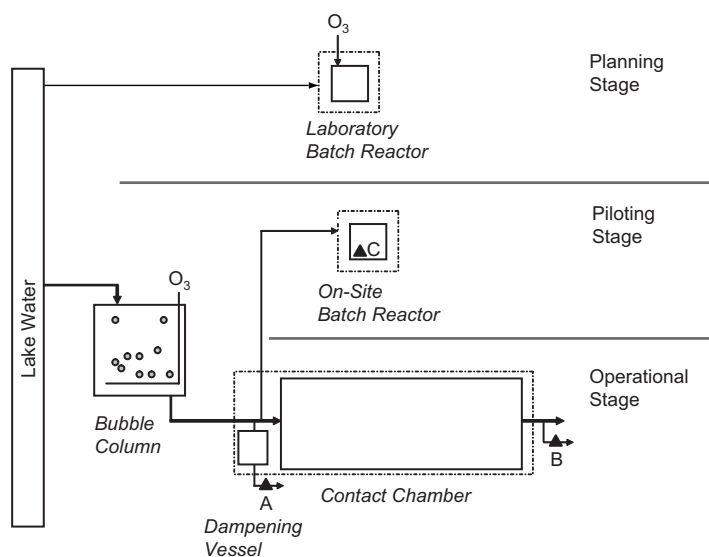 O3
Planning
Stage
Laboratory
Batch Reactor
Piloting
Stage
C
On-Site
Batch Reactor
O3
Lake Water
Bubble
Column
Operational
Stage
A
B
Contact Chamber
Dampening
Vessel